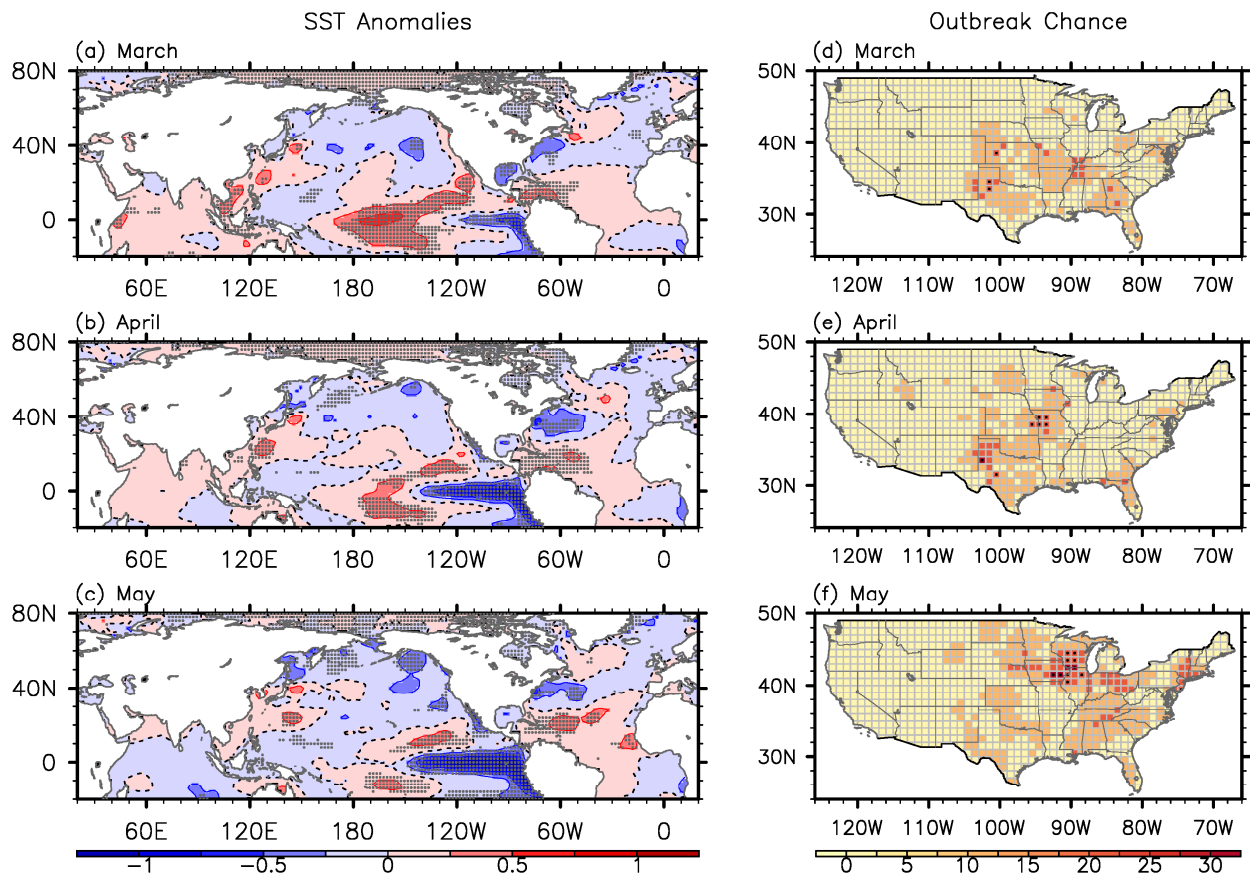 SST Anomalies
Outbreak Chance
(a) March
(d) March
80N
40N
0
60E 120E 180 120W 60W 0
50N
40N
30N
120W 110W 100W 90W 80W 70W
(b) April
(e) April
80N
40N
0
60E 120E 180 120W 60W 0
50N
40N
30N
120W 110W 100W 90W 80W 70W
(c) May
(f) May
80N
40N
0
60E 120E 180 120W 60W 0
50N
40N
30N
120W 110W 100W 90W 80W 70W
−1 −0.5 0 0.5 1
0 5 10 15 20 25 30